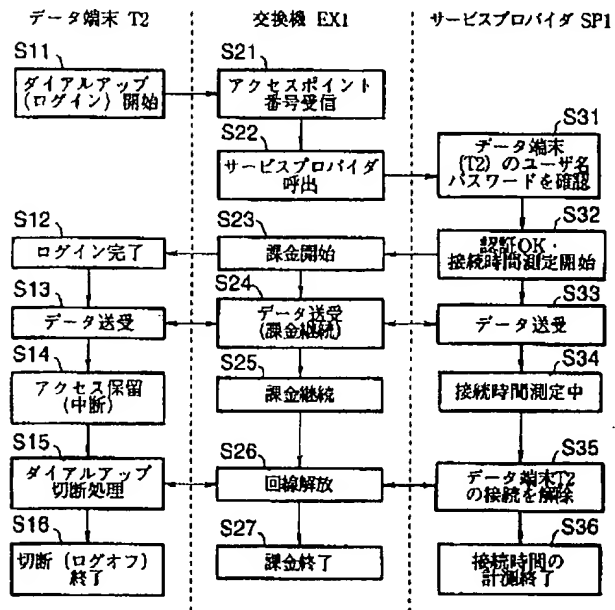 データ端末 T2
交換機 EX1
サービスプロバイダ SP1
S11
ダイアルアップ
(ログイン) 開始
S21
アクセスポイント
番号受信
S22
サービスプロバイダ
呼出
S31
データ端末
(T2) のユーザ名
パスワードを確認
S12
ログイン完了
S23
課金開始
S32
認証OK・
接続時間測定開始
S13
データ送受
S24
データ送受
(課金継続)
S33
データ送受
S14
アクセス保留
(中断)
S25
課金継続
S34
接続時間測定中
S15
ダイアルアップ
切断処理
S26
回線解放
S35
データ端末T2
の接続を解除
S16
切断 (ログオフ)
終了
S27
課金終了
S36
接続時間の
計測終了